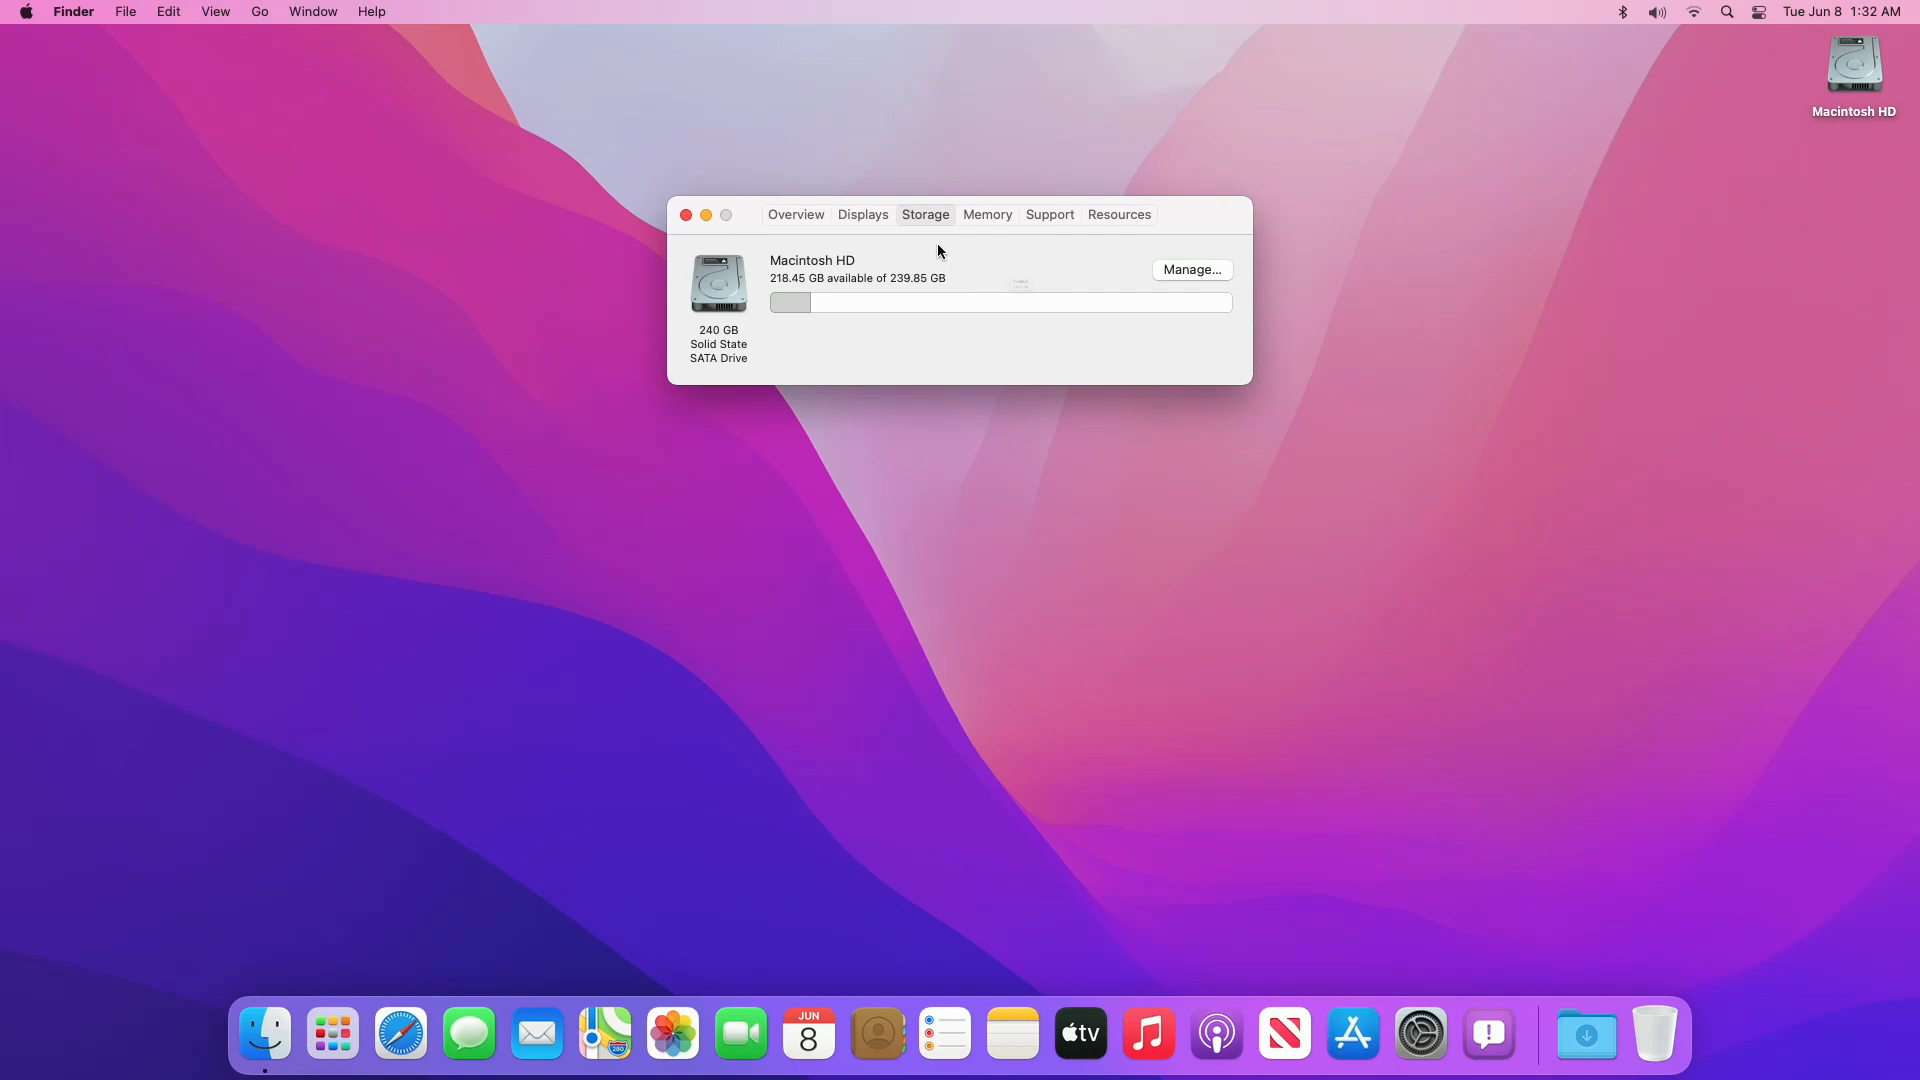 Finder File Edit View Go Window Help
Tue Jun 8 1:32 AM
Macintosh HD
Overview Displays Storage Memory Support Resources
Macintosh HD
218.45 GB available of 239.85 GB
Manage...
240 GB
Solid State
SATA Drive
JUN
8
280
tv